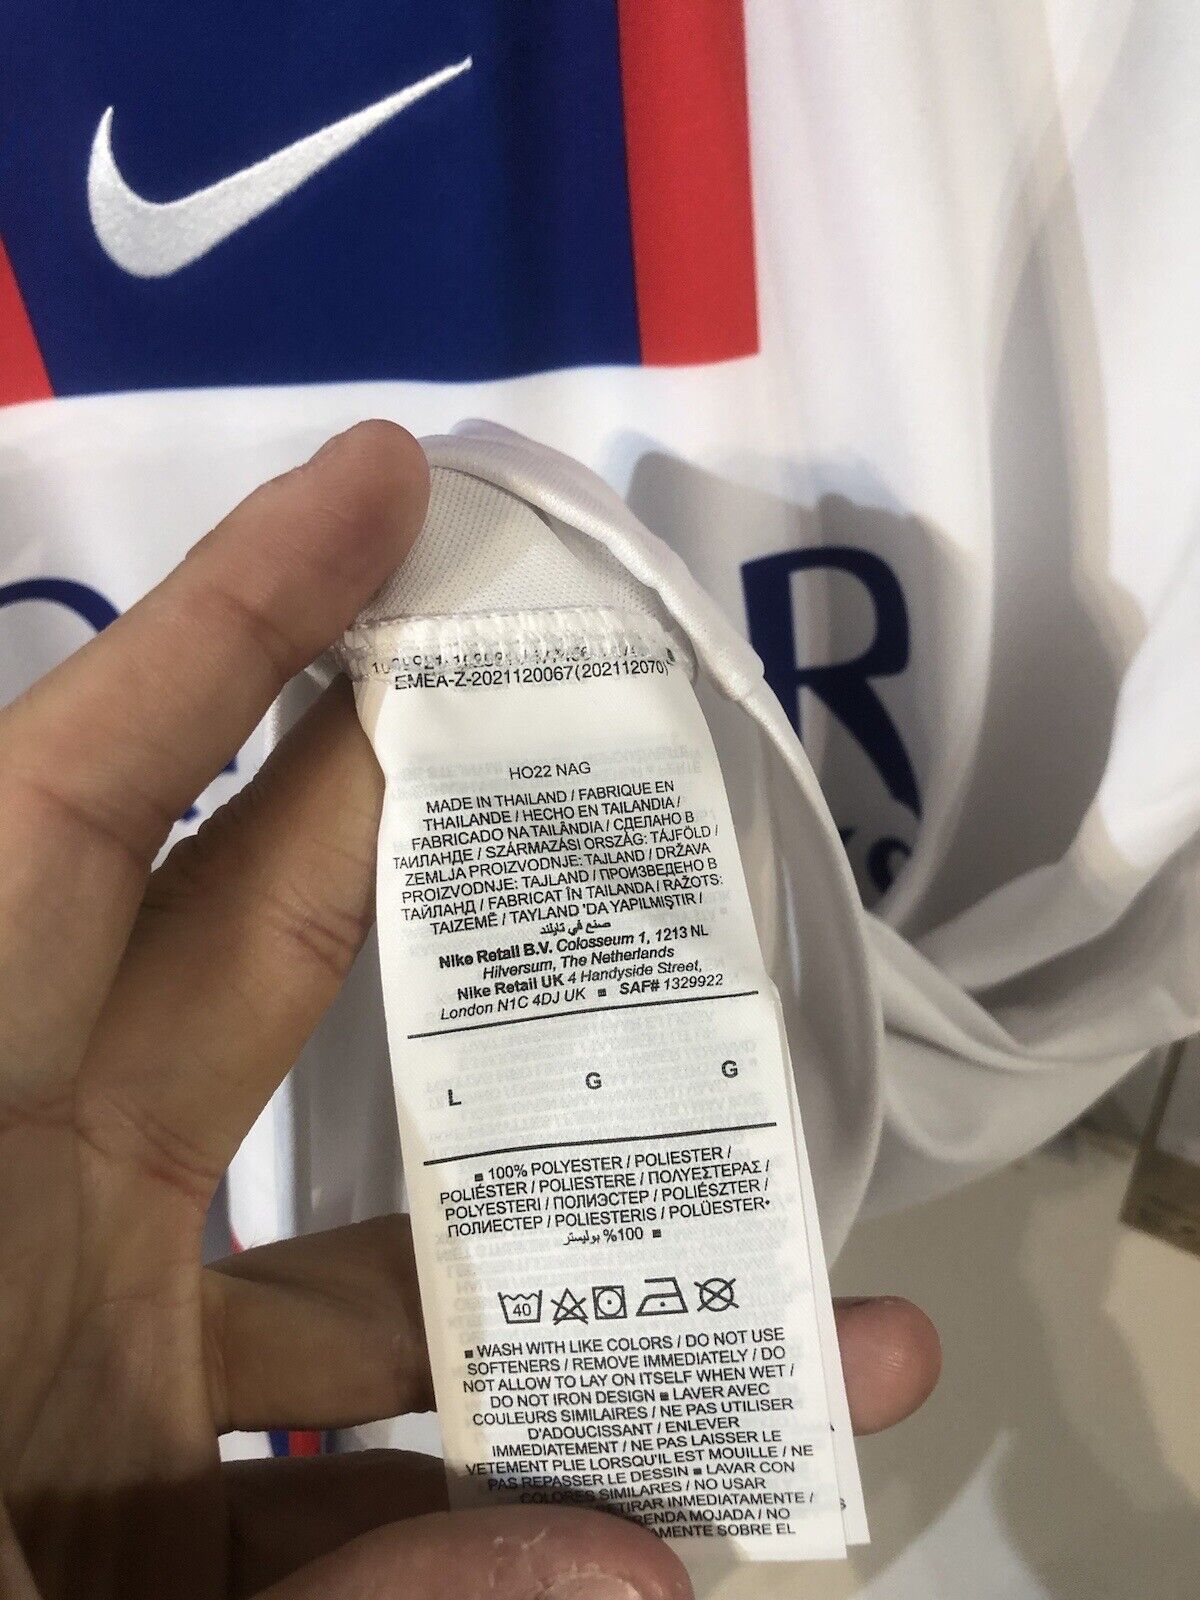 R
EMEA-Z-2021120067(202112070)
HO22 NAG
MADE IN THAILAND / FABRIQUE EN
THAILANDE / HECHO EN TAILANDIA /
FABRICADO NA TAILÂNDIA / СДЕЛАНО В
ТАИЛАНДЕ / SZÁRMAZÁSI ORSZÁG: TÁJFÖLD /
ZEMLJA PROIZVODNJE: TAJLAND / DRŽAVA
PROIZVODNJE: TAJLAND / ПРОИЗВЕДЕНО В
ТАЙЛАНД / FABRICAT ÎN TAILANDA / RAŽOTS:
TAIZEMĒ / TAYLAND 'DA YAPILMIŞTIR /
صنع في تايلند
Nike Retail B.V. Colosseum 1, 1213 NL
Hilversum, The Netherlands
Nike Retail UK 4 Handyside Street,
London N1C 4DJ UK ■ SAF# 1329922
L G G
■ 100% POLYESTER / POLIESTER /
POLIÉSTER / POLIESTERE / ΠΟΛΥΕΣΤΕΡΑΣ /
POLYESTERI / ПОЛИЭСТЕР / POLIÉSZTER /
ПОЛИЕСТЕР / POLIESTERIS / POLÜESTER•
100% بوليستر ■
40
■ WASH WITH LIKE COLORS / DO NOT USE
SOFTENERS / REMOVE IMMEDIATELY / DO
NOT ALLOW TO LAY ON ITSELF WHEN WET /
DO NOT IRON DESIGN ■ LAVER AVEC
COULEURS SIMILAIRES / NE PAS UTILISER
D'ADOUCISSANT / ENLEVER
IMMEDIATEMENT / NE PAS LAISSER LE
VETEMENT PLIE LORSQU'IL EST MOUILLE / NE
PAS REPASSER LE DESSIN ■ LAVAR CON
COLORES SIMILARES / NO USAR
RETIRAR INMEDIATAMENTE /
PRENDA MOJADA / NO
AMENTE SOBRE EL